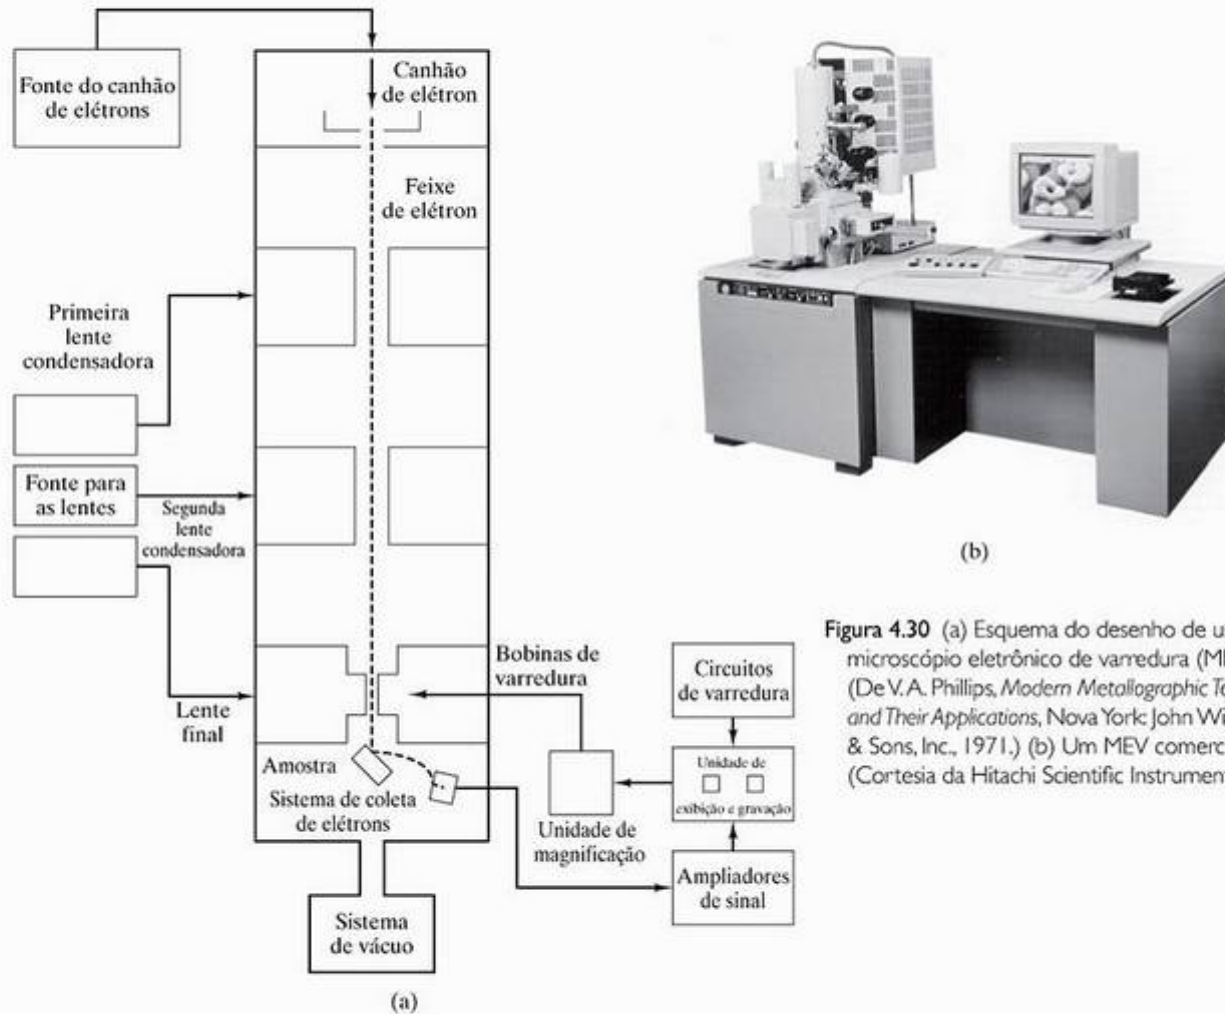 Fonte do canhão
de elétrons
Canhão
de elétron
Feixe
de elétron
Primeira
lente
condensadora
Fonte para
as lentes
Segunda
lente
condensadora
Lente
final
Bobinas de
varredura
Amostra
Sistema de coleta
de elétrons
Unidade de
magnificação
Circuitos
de varredura
Unidade de
exibição e gravação
Ampliadores
de sinal
Sistema
de vácuo
(a)
(b)
Figura 4.30 (a) Esquema do desenho de
microscópio eletrônico de varredura
(De V. A. Phillips, Modern Metallographic
and Their Applications, Nova York: John
& Sons, Inc., 1971.) (b) Um MEV
(Cortesia da Hitachi Scientific